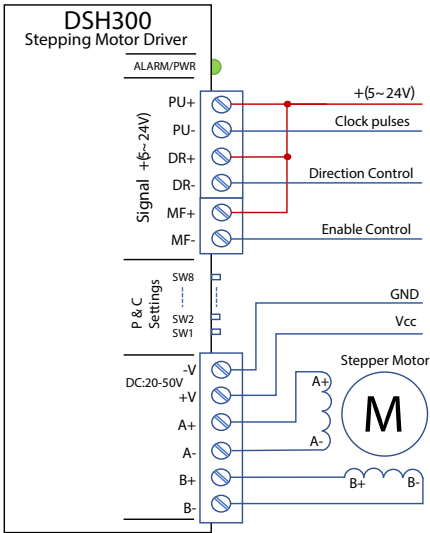 DSH300
Stepping Motor Driver
ALARM/PWR
Signal +(5~24V)
PU+
PU-
DR+
DR-
MF+
MF-
+(5~24V)
Clock pulses
Direction Control
Enable Control
P & C
Settings
SW8
SW2
SW1
GND
Vcc
DC:20-50V
-V
+V
A+
A-
B+
B-
Stepper Motor
A+
A-
M
B+
B-